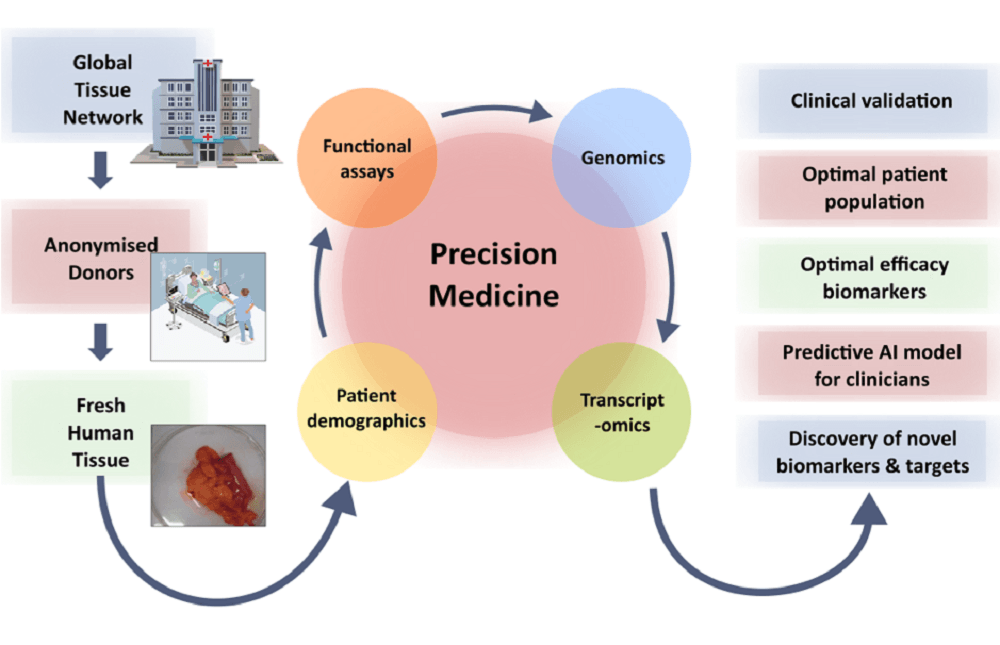 Global
Tissue
Network
Anonymised
Donors
Fresh
Human
Tissue
Functional
assays
Genomics
Precision
Medicine
Patient
demographics
Transcript
-omics
Clinical validation
Optimal patient
population
Optimal efficacy
biomarkers
Predictive AI model
for clinicians
Discovery of novel
biomarkers & targets